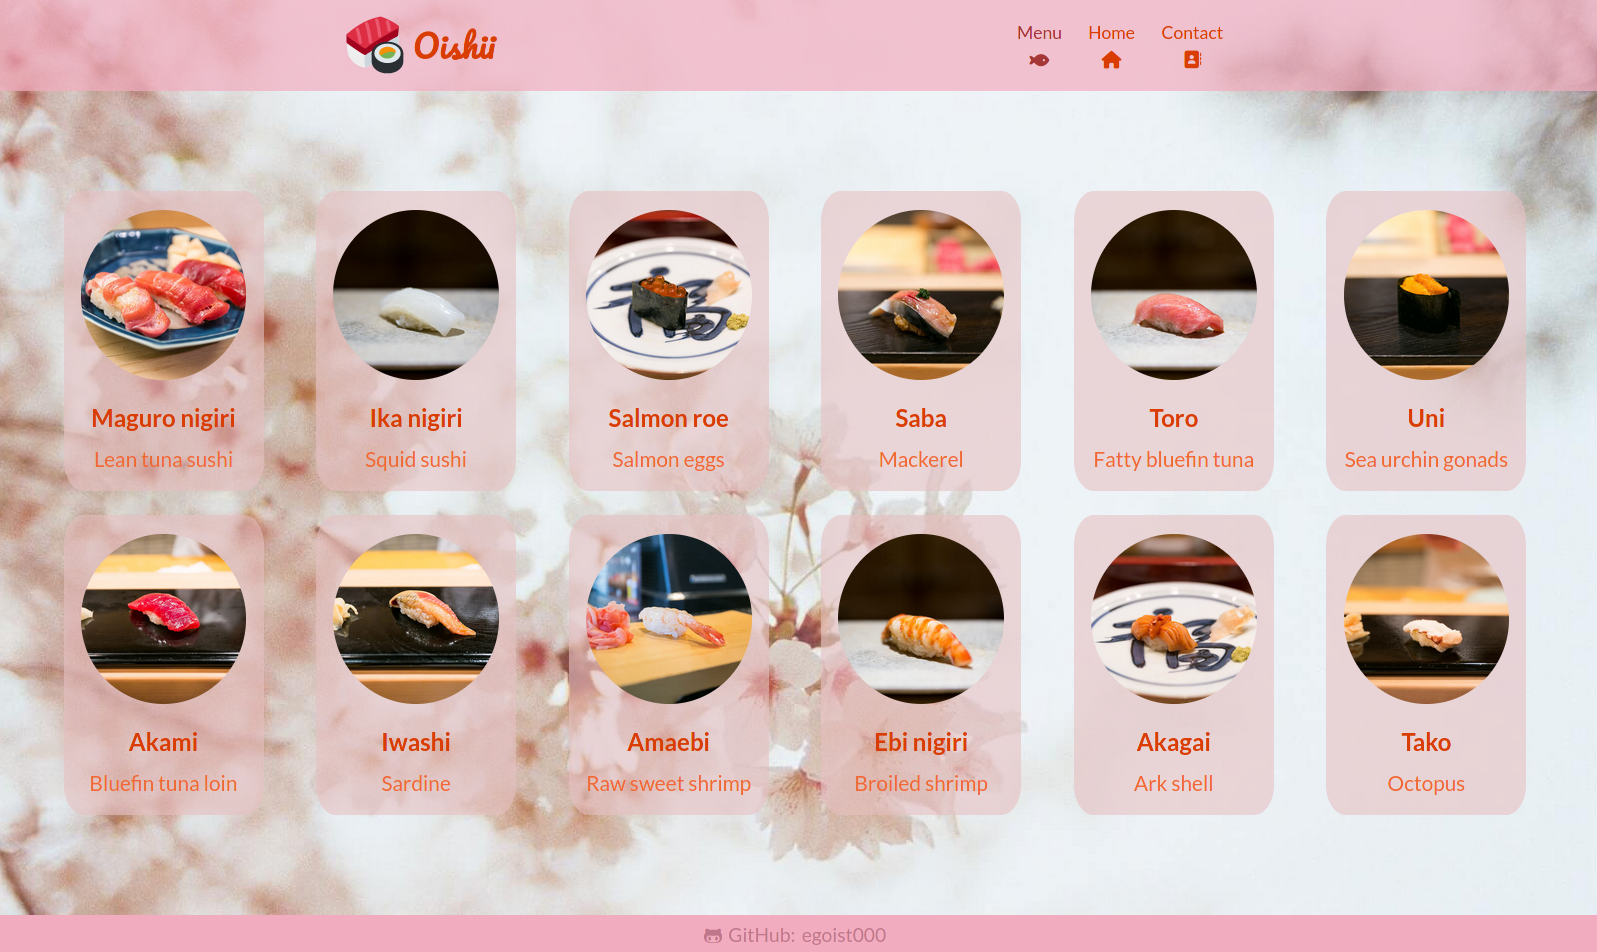 Oishii
Menu
Home
Contact
Maguro nigiri
Lean tuna sushi
Ika nigiri
Squid sushi
Salmon roe
Salmon eggs
Saba
Mackerel
Toro
Fatty bluefin tuna
Uni
Sea urchin gonads
Akami
Bluefin tuna loin
Iwashi
Sardine
Amaebi
Raw sweet shrimp
Ebi nigiri
Broiled shrimp
Akagai
Ark shell
Tako
Octopus
GitHub: egoist000